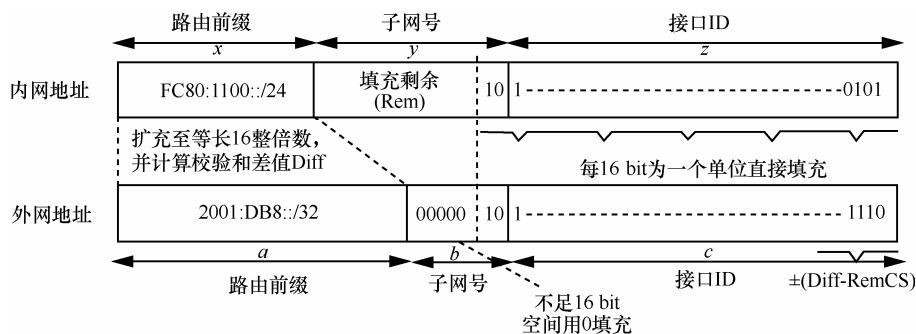 路由前缀 子网号 接口ID
x y z
内网地址 FC80:1100::/24 填充剩余 10 1 0101
(Rem)
扩充至等长16整倍数,
并计算校验和差值Diff
每16 bit为一个单位直接填充
外网地址 2001:DB8::/32 00000 10 1 1110
a b c
路由前缀 子网号 接口ID ±(Diff-RemCS)
不足16 bit
空间用0填充